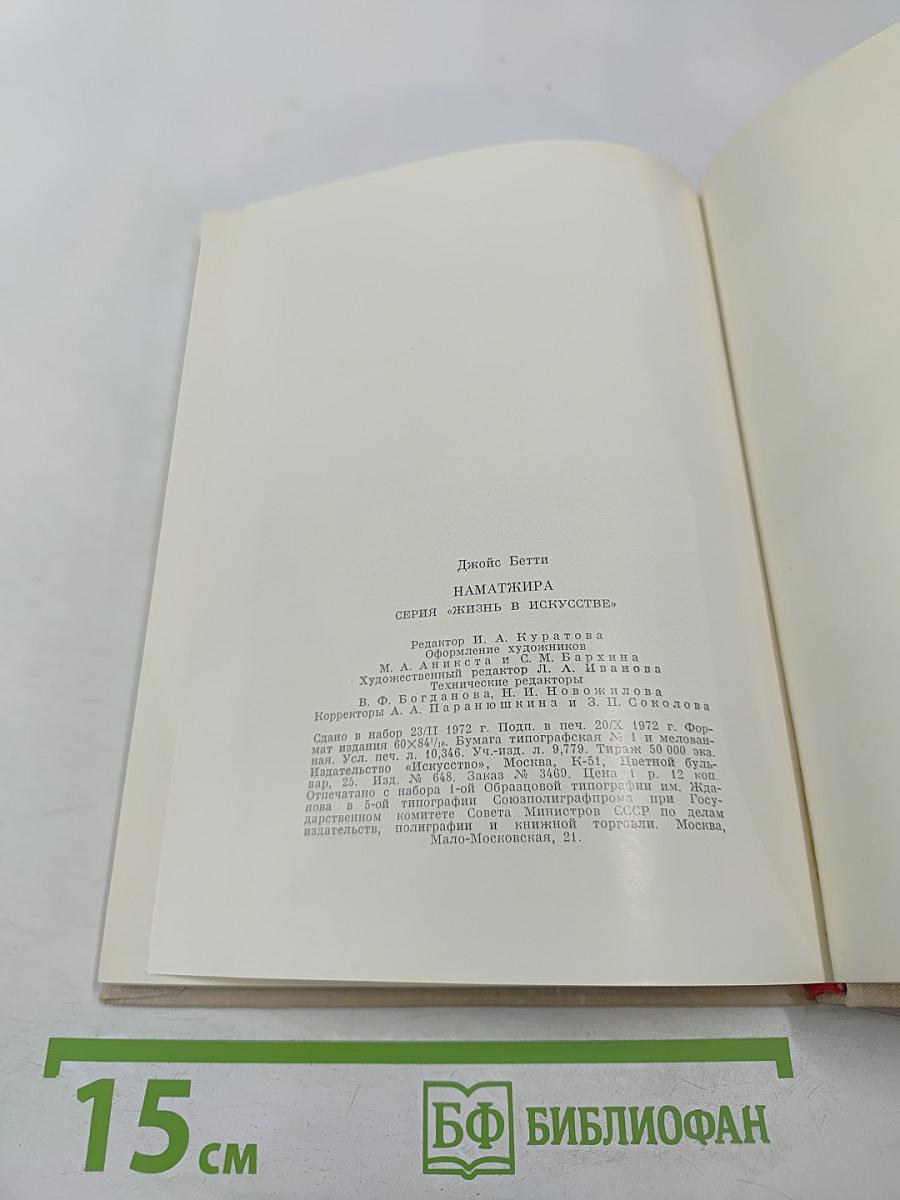 Джойс Бетти
НАМАТЖИРА
СЕРИЯ «ЖИЗНЬ В ИСКУССТВЕ»
Редактор И. А. Куратова
Оформление художников
М. А. Аникста и С. М. Бархина
Художественный редактор Л. А. Иванова
Технические редакторы
В. Ф. Богданова, Н. И. Новожилова
Корректоры А. А. Паранюшкина и З. П. Соколова
Сдано в набор 23/II 1972 г. Подп. в печ. 20/X 1972 г. Фор-
мат издания 60×84¹/₁₆. Бумага типографская № 1 и мелован-
ная. Усл. печ. л. 10,346. Уч.-изд. л. 9,779. Тираж 50 000 экз.
Издательство «Искусство», Москва, К-51, Цветной буль-
вар, 25. Изд. № 648. Заказ № 3469. Цена 1 р. 12 коп.
Отпечатано с набора 1-ой Образцовой типографии им. Жда-
нова в 5-ой типографии Союзполиграфпрома при Госу-
дарственном комитете Совета Министров СССР по делам
издательств, полиграфии и книжной торговли. Москва,
Мало-Московская, 21.
15 см
БФ БИБЛИОФАН